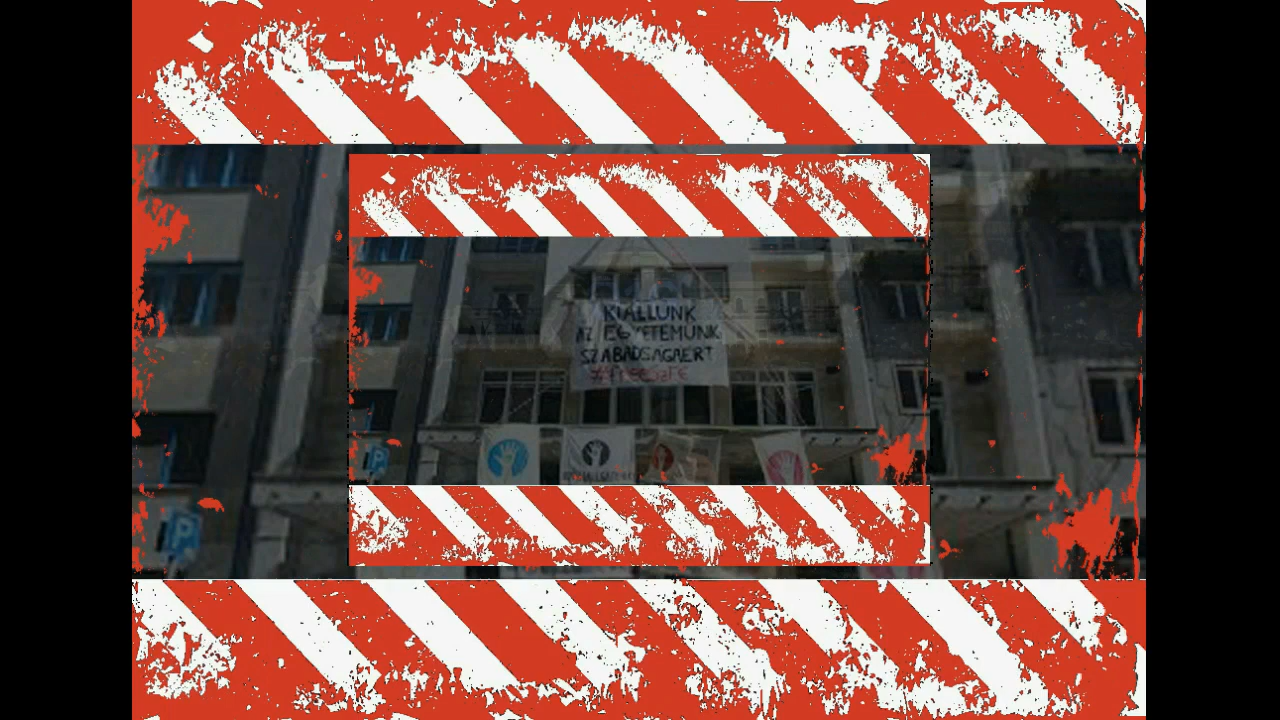 KIÁLLUNK
AZ EGYETEMÜNK
SZABADSÁGÁÉRT
#FREESZFE
P
P